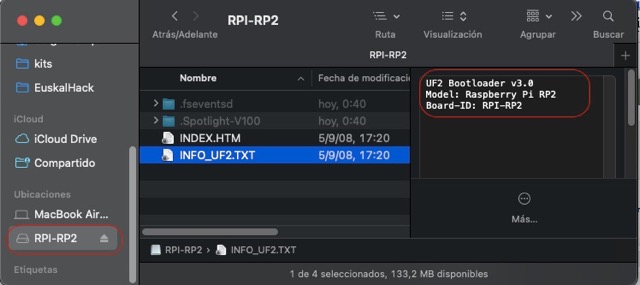 RPI-RP2
Atrás/Adelante
Ruta
Visualización
Agrupar
Buscar
RPI-RP2
kits
EuskalHack
iCloud
iCloud Drive
Compartido
Ubicaciones
MacBook Air...
RPI-RP2
Etiquetas
Nombre
Fecha de modificació
.fseventsd
hoy, 0:40
.Spotlight-V100
hoy, 0:40
INDEX.HTM
5/9/08, 17:20
INFO_UF2.TXT
5/9/08, 17:20
UF2 Bootloader v3.0
Model: Raspberry Pi RP2
Board-ID: RPI-RP2
Más...
RPI-RP2 › INFO_UF2.TXT
1 de 4 seleccionados, 133,2 MB disponibles